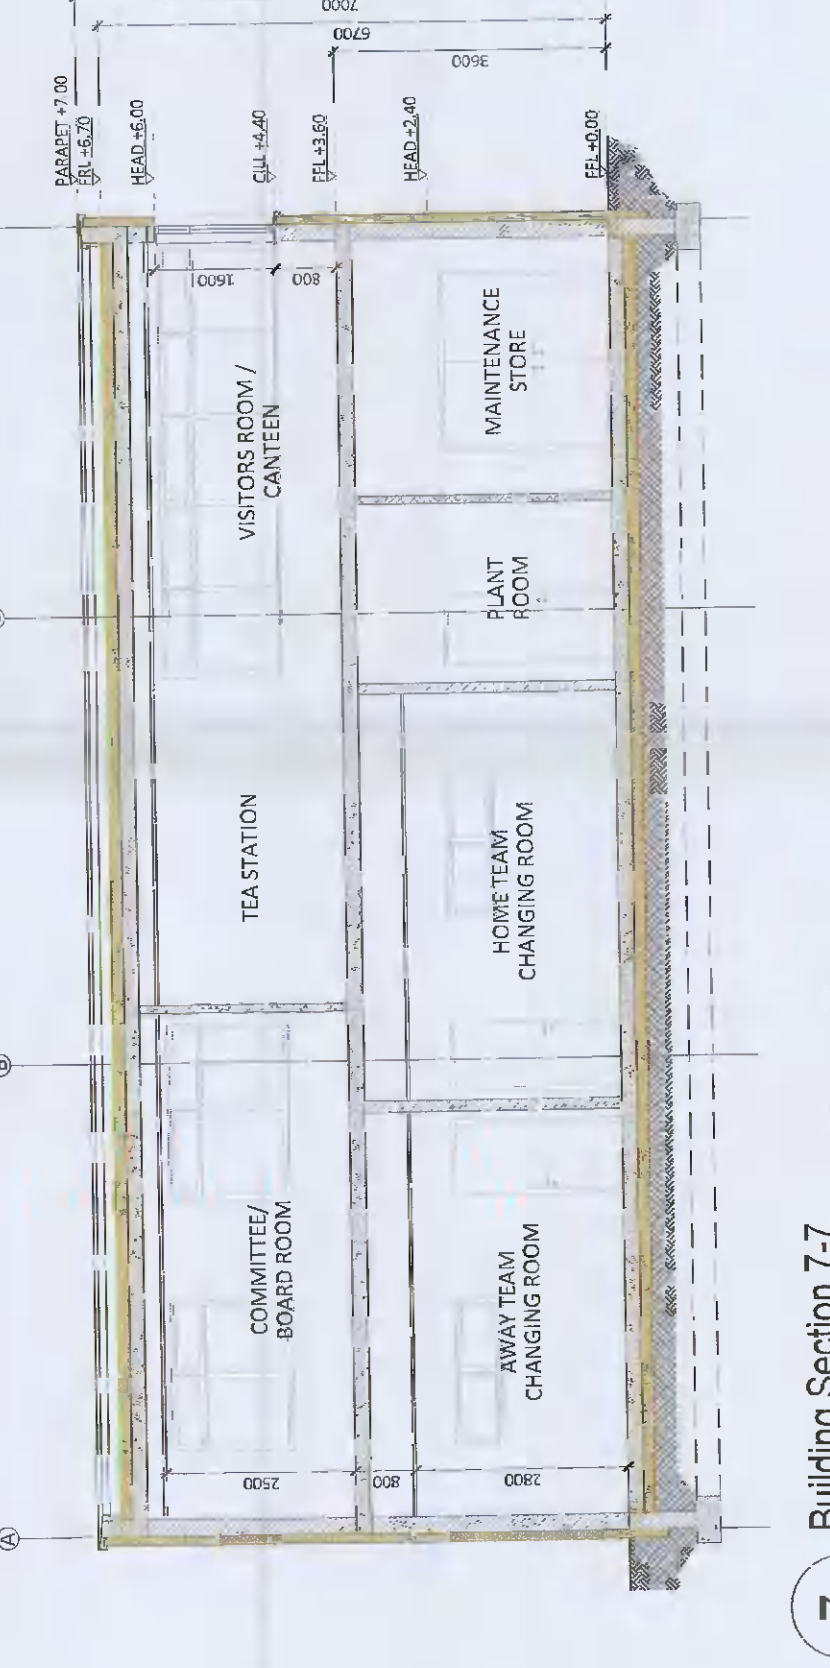 7000
6700
3600
PARAPET +7.00
FRL +6.70
HEAD +6.00
CILL +4.40
FFL +3.60
HEAD +2.40
FFL +0.00
1600
800
VISITORS ROOM /
CANTEEN
MAINTENANCE
STORE
PLANT
ROOM
TEA STATION
HOME TEAM
CHANGING ROOM
B
COMMITTEE/
BOARD ROOM
AWAY TEAM
CHANGING ROOM
2500
800
2800
A
7
Building Section 7-7